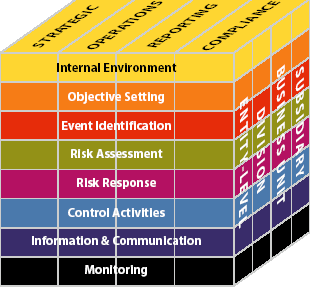 STRATEGIC
OPERATIONS
REPORTING
COMPLIANCE
Internal Environment
Objective Setting
Event Identification
Risk Assessment
Risk Response
Control Activities
Information & Communication
Monitoring
ENTITY-LEVEL
DIVISION
BUSINESS UNIT
SUBSIDIARY